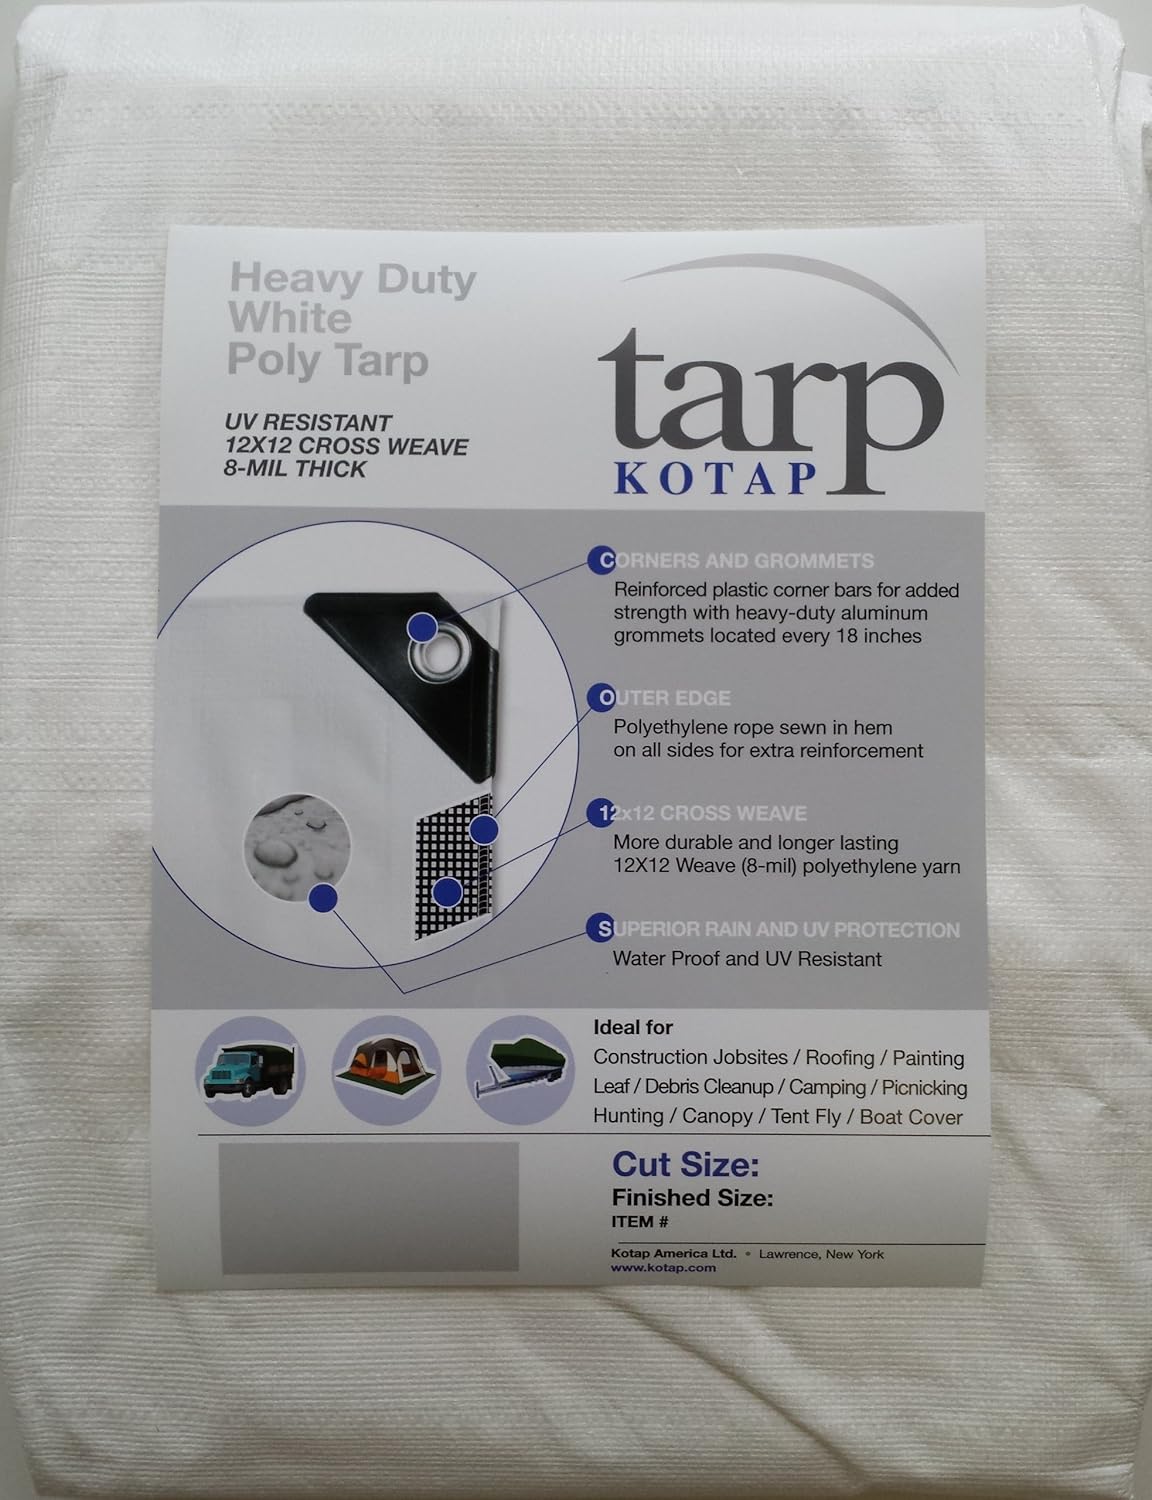 Heavy Duty
White
Poly Tarp
UV RESISTANT
12X12 CROSS WEAVE
8-MIL THICK
tarp
KOTAP
CORNERS AND GROMMETS
Reinforced plastic corner bars for added
strength with heavy-duty aluminum
grommets located every 18 inches
OUTER EDGE
Polyethylene rope sewn in hem
on all sides for extra reinforcement
12x12 CROSS WEAVE
More durable and longer lasting
12X12 Weave (8-mil) polyethylene yarn
SUPERIOR RAIN AND UV PROTECTION
Water Proof and UV Resistant
Ideal for
Construction Jobsites / Roofing / Painting
Leaf / Debris Cleanup / Camping / Picnicking
Hunting / Canopy / Tent Fly / Boat Cover
Cut Size:
Finished Size:
ITEM #
Kotap America Ltd. • Lawrence, New York
www.kotap.com